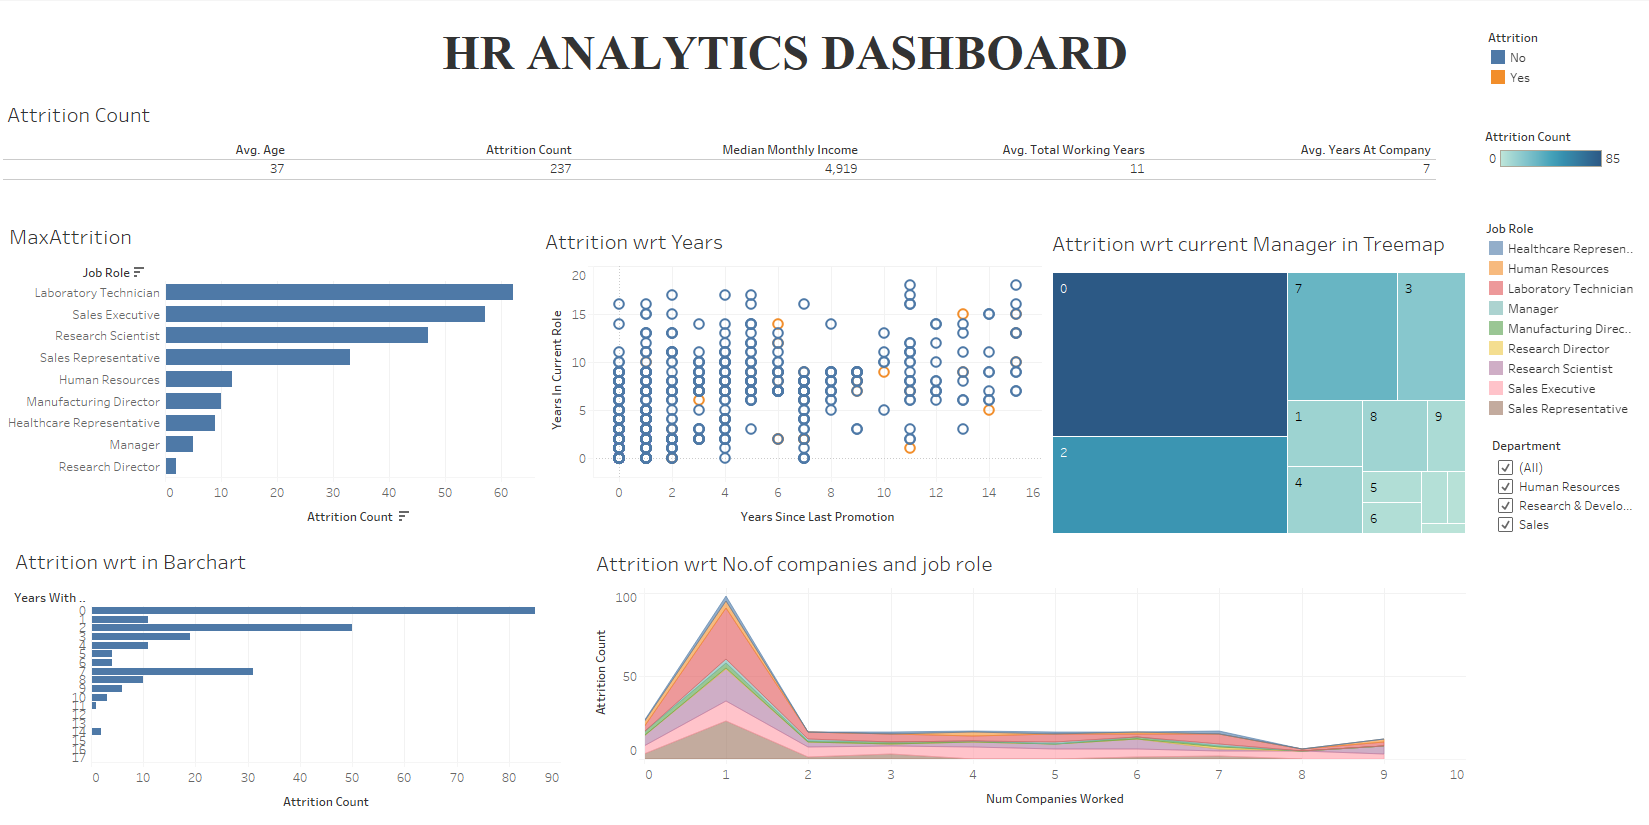 HR ANALYTICS DASHBOARD
Attrition
No
Yes
Attrition Count
Avg. Age Attrition Count Median Monthly Income Avg. Total Working Years Avg. Years At Company
37 237 4,919 11 7
Attrition Count
0 85
MaxAttrition
Job Role
Laboratory Technician
Sales Executive
Research Scientist
Sales Representative
Human Resources
Manufacturing Director
Healthcare Representative
Manager
Research Director
0 10 20 30 40 50 60
Attrition Count
Attrition wrt Years
Years In Current Role
20
15
10
5
0
0 2 4 6 8 10 12 14 16
Years Since Last Promotion
Attrition wrt current Manager in Treemap
0 7 3
1 8 9
2
4 5
6
Job Role
Healthcare Represen..
Human Resources
Laboratory Technician
Manager
Manufacturing Direc..
Research Director
Research Scientist
Sales Executive
Sales Representative
Department
(All)
Human Resources
Research & Develo...
Sales
Attrition wrt in Barchart
Years With ..
0
1
2
3
4
5
6
7
8
9
10
11
12
13
14
15
16
17
0 10 20 30 40 50 60 70 80 90
Attrition Count
Attrition wrt No.of companies and job role
Attrition Count
100
50
0
0 1 2 3 4 5 6 7 8 9 10
Num Companies Worked